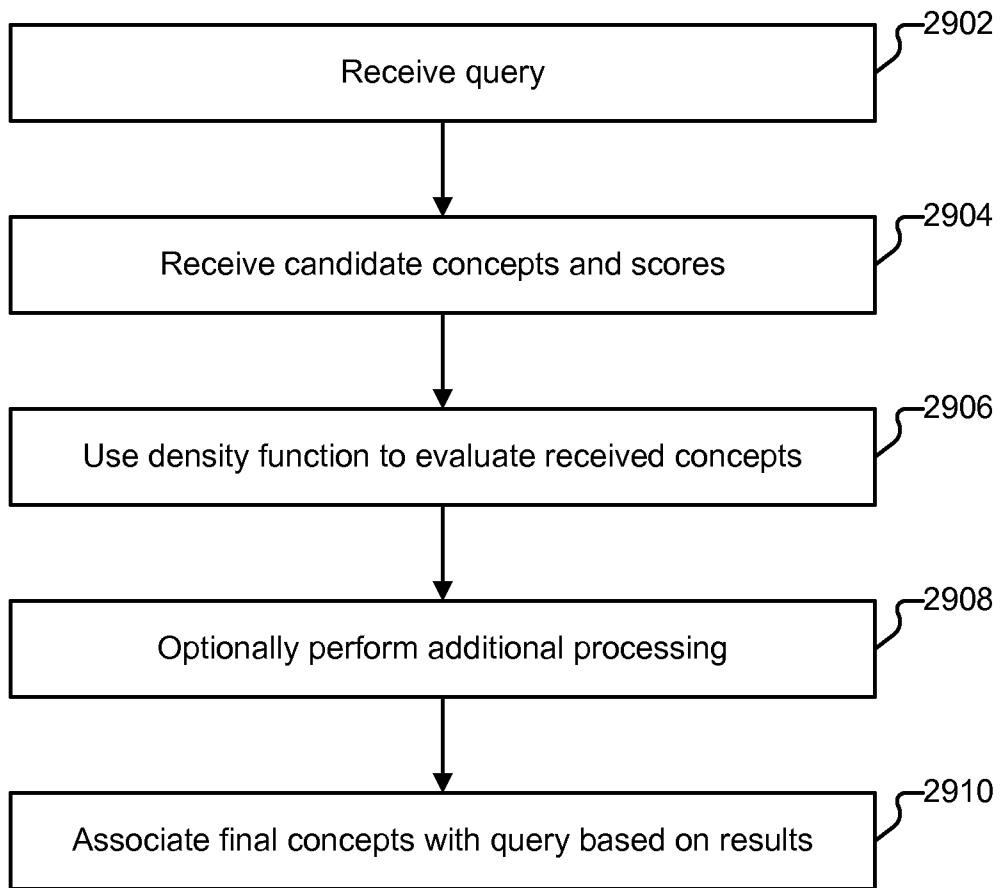 2902
Receive query
2904
Receive candidate concepts and scores
2906
Use density function to evaluate received concepts
2908
Optionally perform additional processing
2910
Associate final concepts with query based on results